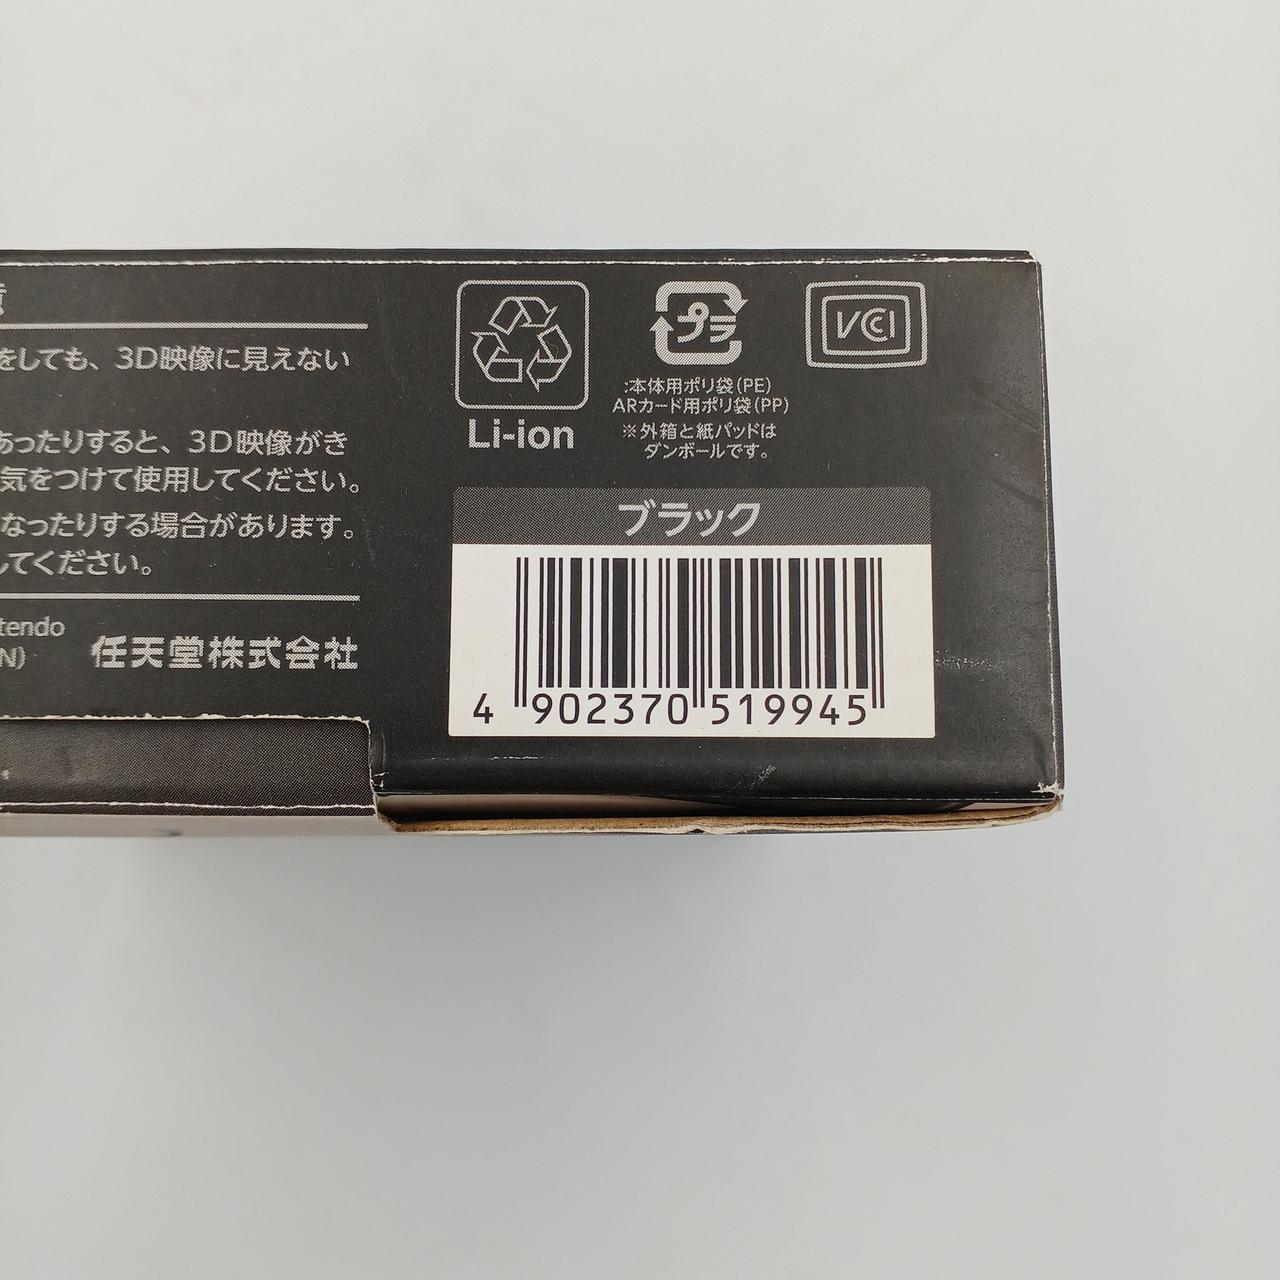 をしても、3D映像に見えない
あったりすると、3D映像がき
気をつけて使用してください。
なったりする場合があります。
してください。
tendo
N)
任天堂株式会社
Li-ion
プラ
:本体用ポリ袋(PE)
ARカード用ポリ袋(PP)
※外箱と紙パッドは
ダンボールです。
VCCI
ブラック
4 902370 519945